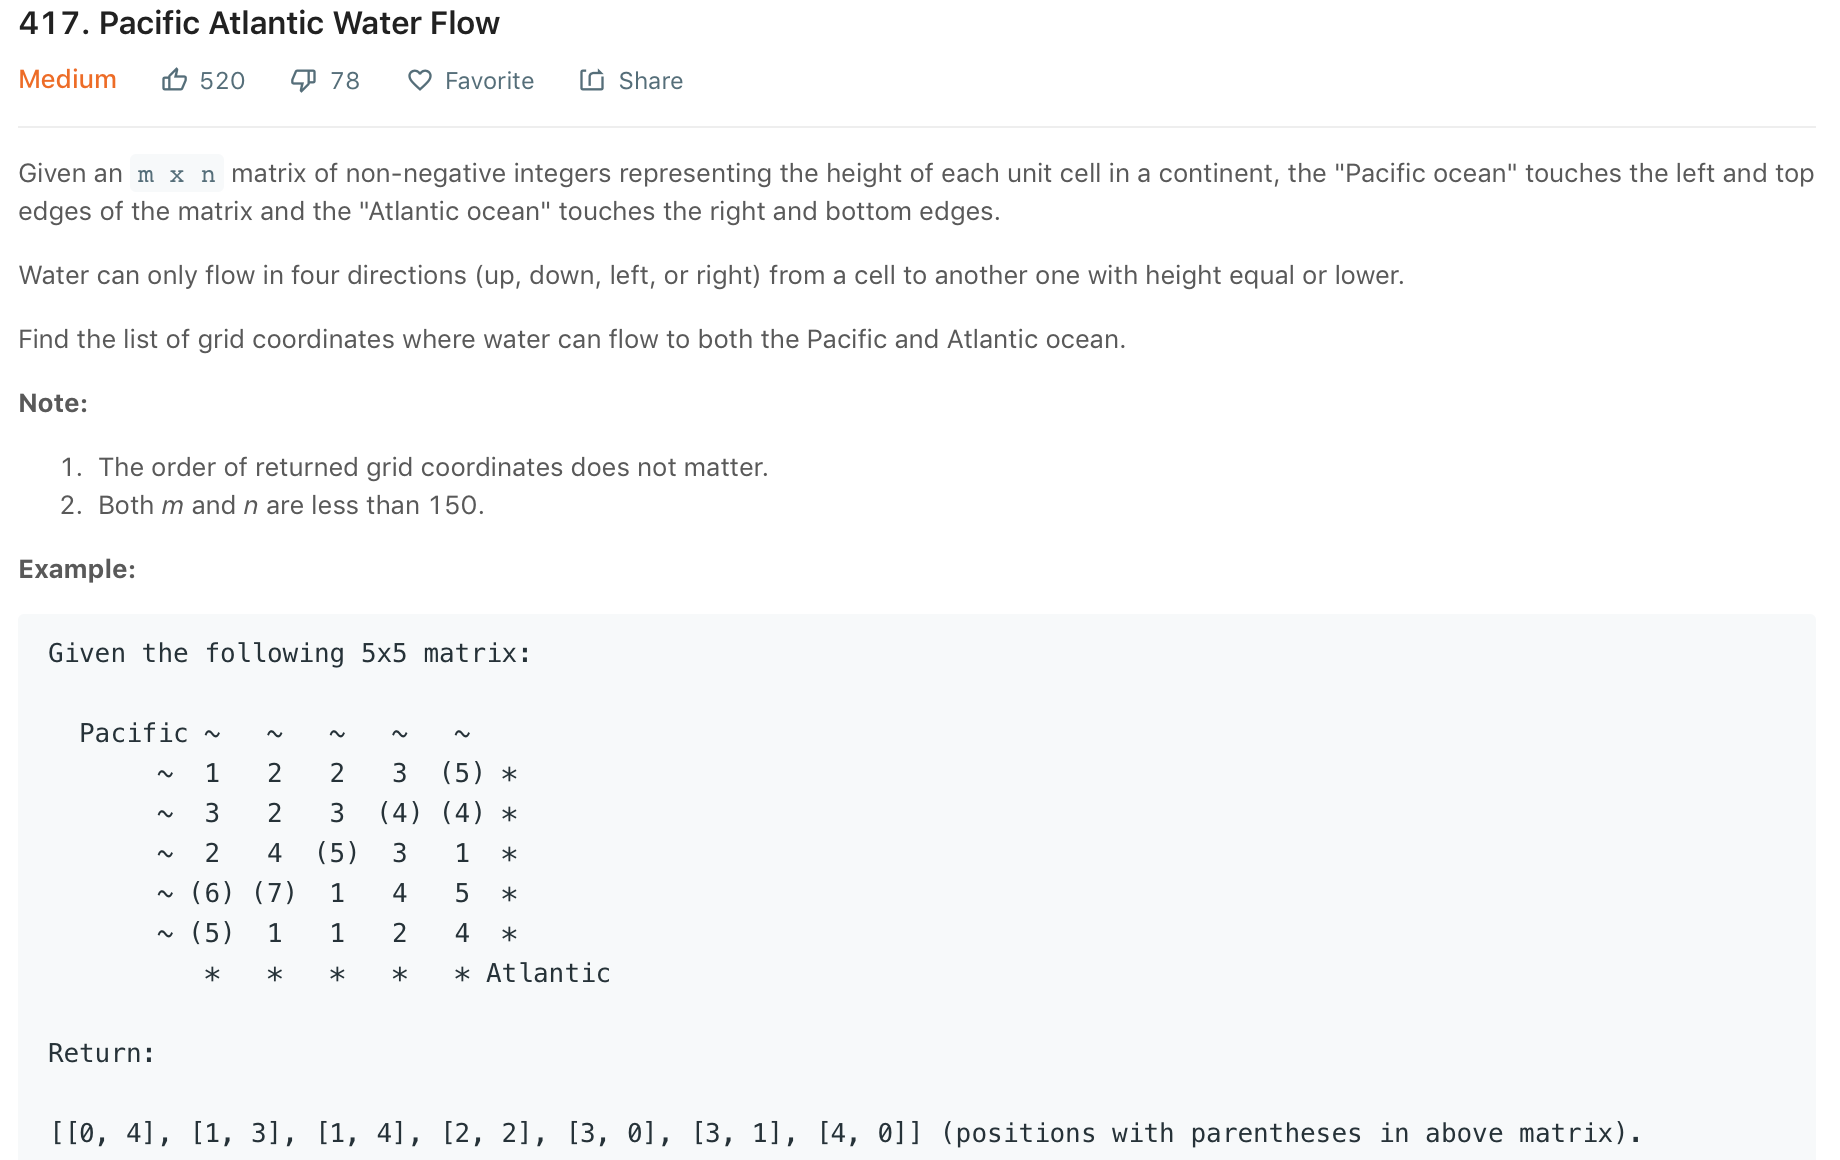 417. Pacific Atlantic Water Flow
Medium 520 78 Favorite Share
Given an m x n matrix of non-negative integers representing the height of each unit cell in a continent, the "Pacific ocean" touches the left and top
edges of the matrix and the "Atlantic ocean" touches the right and bottom edges.
Water can only flow in four directions (up, down, left, or right) from a cell to another one with height equal or lower.
Find the list of grid coordinates where water can flow to both the Pacific and Atlantic ocean.
Note:
1. The order of returned grid coordinates does not matter.
2. Both m and n are less than 150.
Example:
Given the following 5x5 matrix:
  Pacific ~   ~   ~   ~   ~
       ~  1   2   2   3  (5) *
       ~  3   2   3  (4) (4) *
       ~  2   4  (5)  3   1  *
       ~ (6) (7)  1   4   5  *
       ~ (5)  1   1   2   4  *
          *   *   *   *   * Atlantic
Return:
[[0, 4], [1, 3], [1, 4], [2, 2], [3, 0], [3, 1], [4, 0]] (positions with parentheses in above matrix).